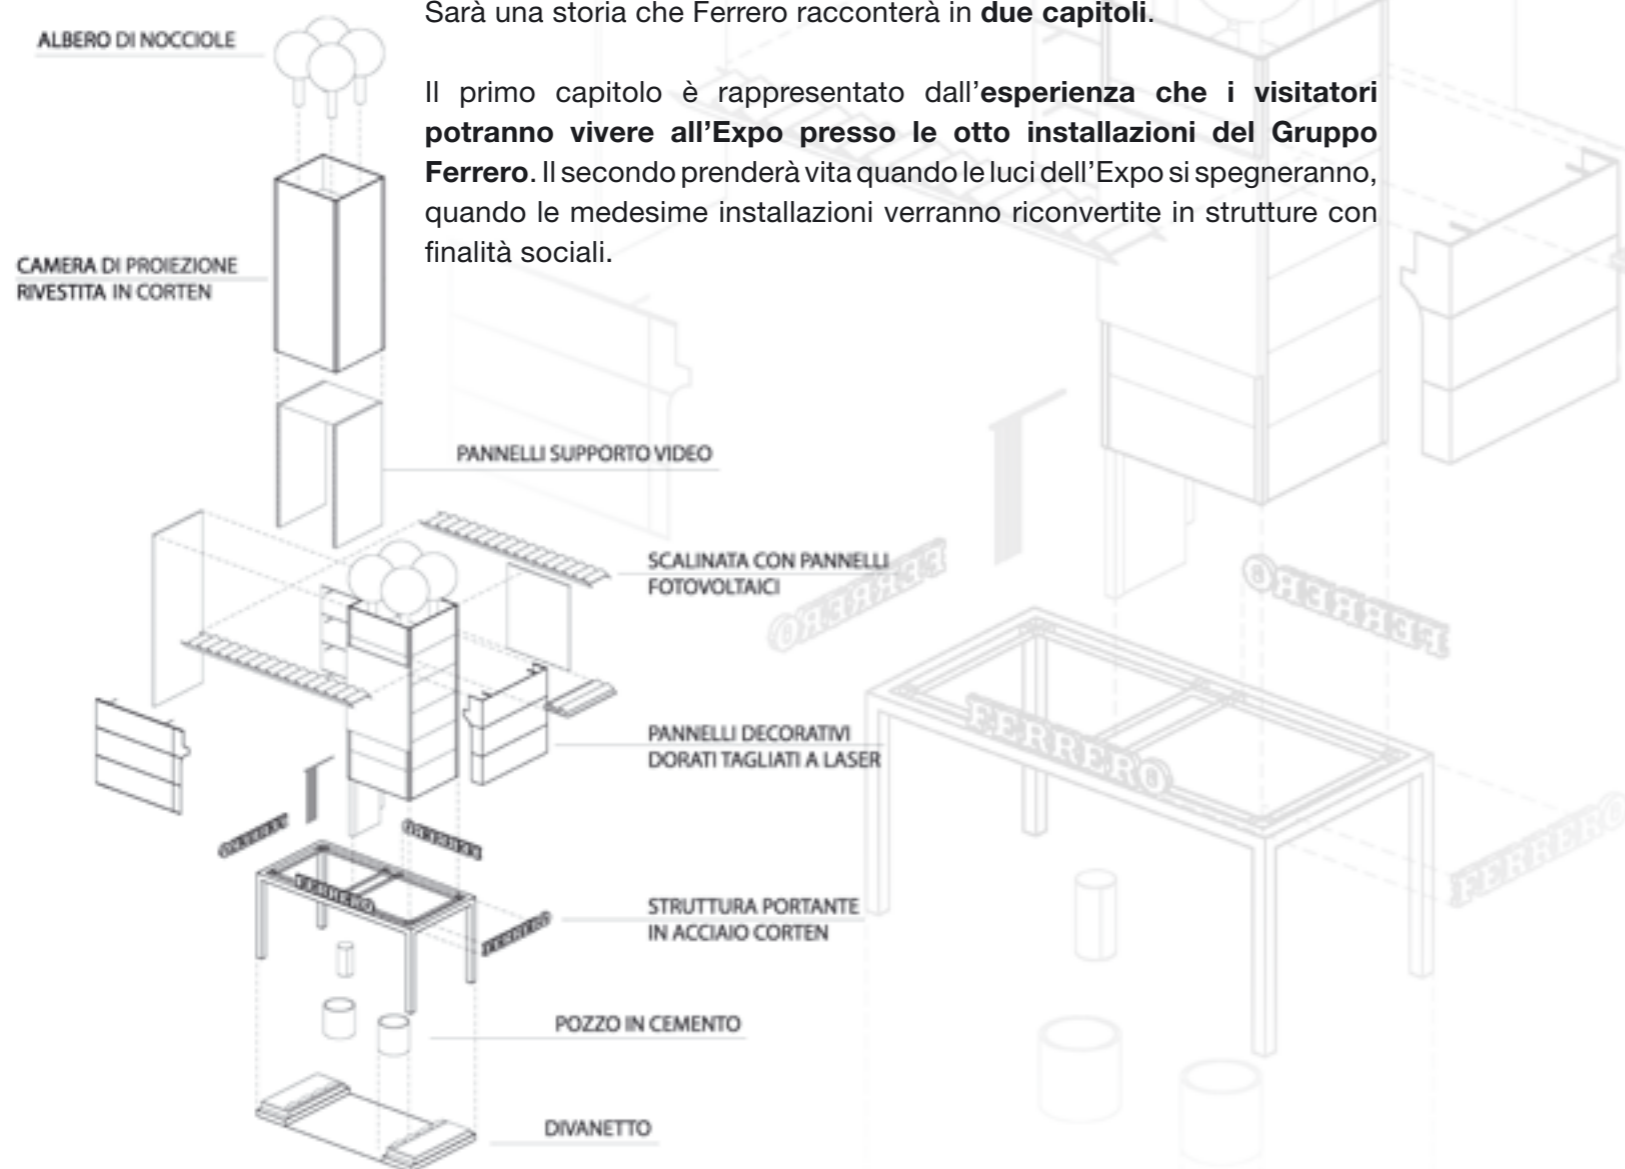 Sarà una storia che Ferrero racconterà in due capitoli.
ALBERO DI NOCCIOLE
Il primo capitolo è rappresentato dall’esperienza che i visitatori
potranno vivere all’Expo presso le otto installazioni del Gruppo
Ferrero. Il secondo prenderà vita quando le luci dell’Expo si spegneranno,
quando le medesime installazioni verranno riconvertite in strutture con
finalità sociali.
CAMERA DI PROIEZIONE
RIVESTITA IN CORTEN
PANNELLI SUPPORTO VIDEO
SCALINATA CON PANNELLI
FOTOVOLTAICI
FERRERO
FERRERO
PANNELLI DECORATIVI
DORATI TAGLIATI A LASER
FERRERO
FERRERO
FERRERO
FERRERO
FERRERO
FERRERO
STRUTTURA PORTANTE
IN ACCIAIO CORTEN
POZZO IN CEMENTO
DIVANETTO